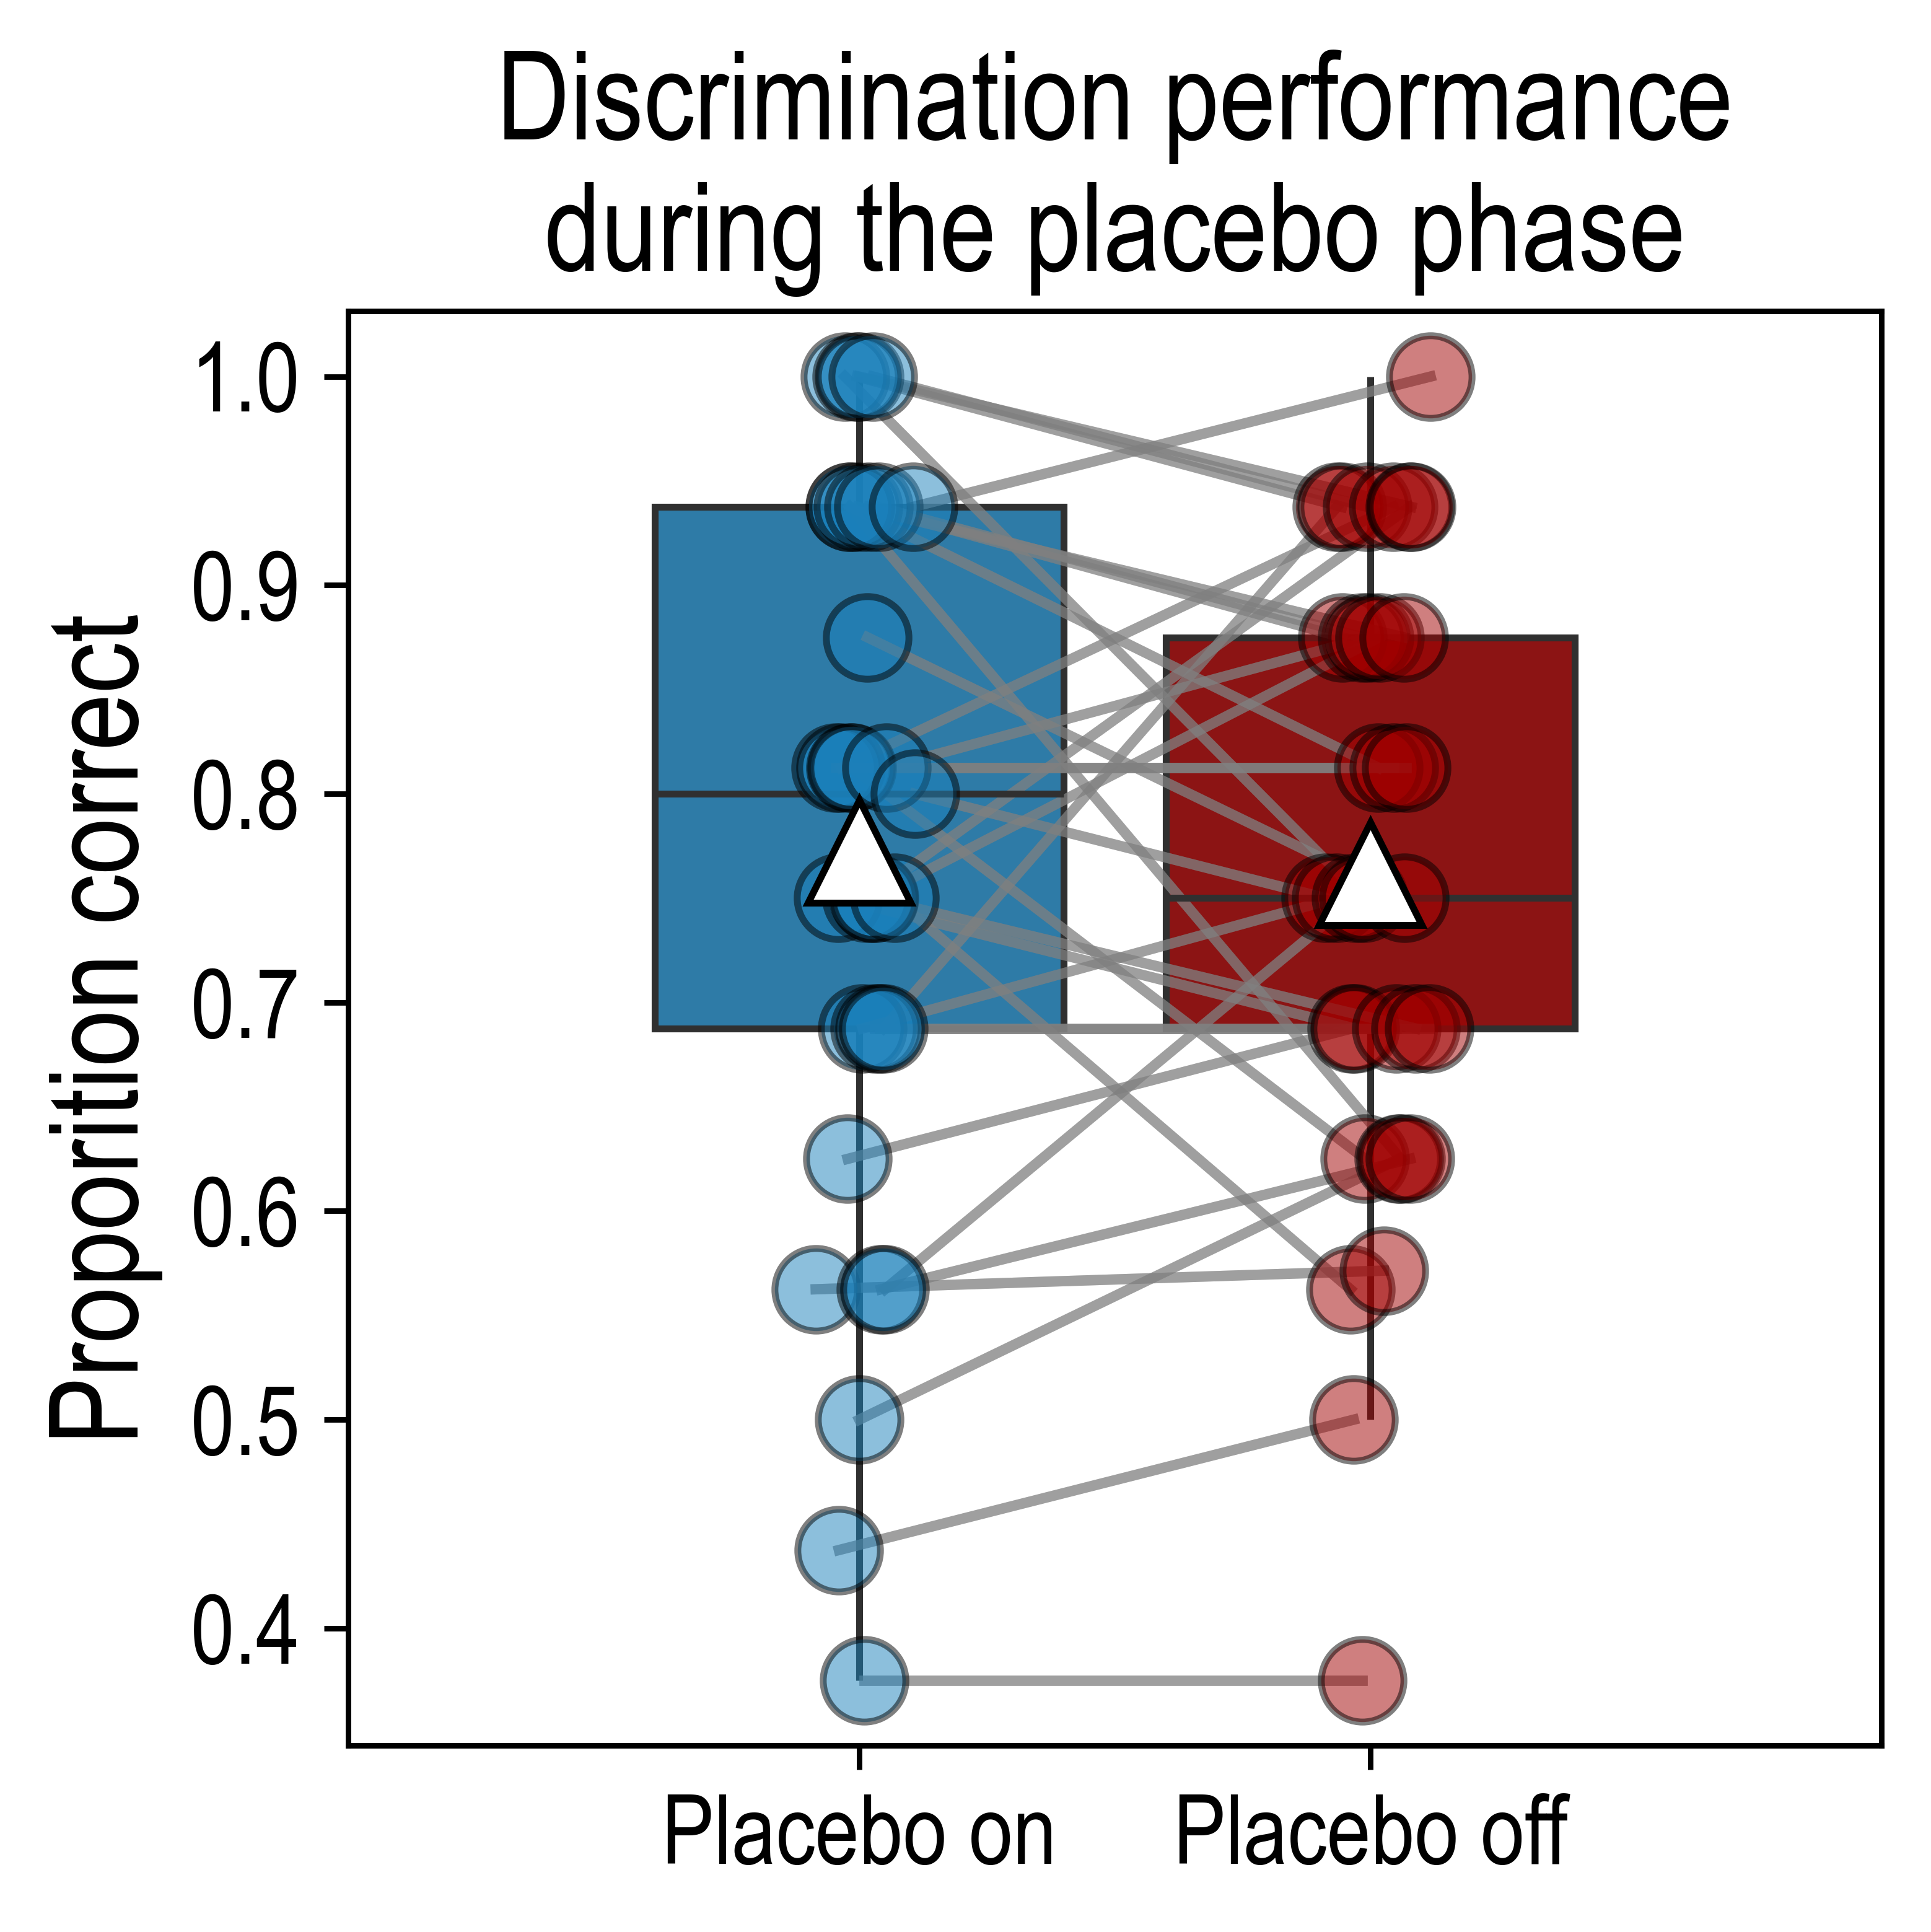 Discrimination performance
during the placebo phase
Proporition correct
1.0
0.9
0.8
0.7
0.6
0.5
0.4
Placebo on
Placebo off